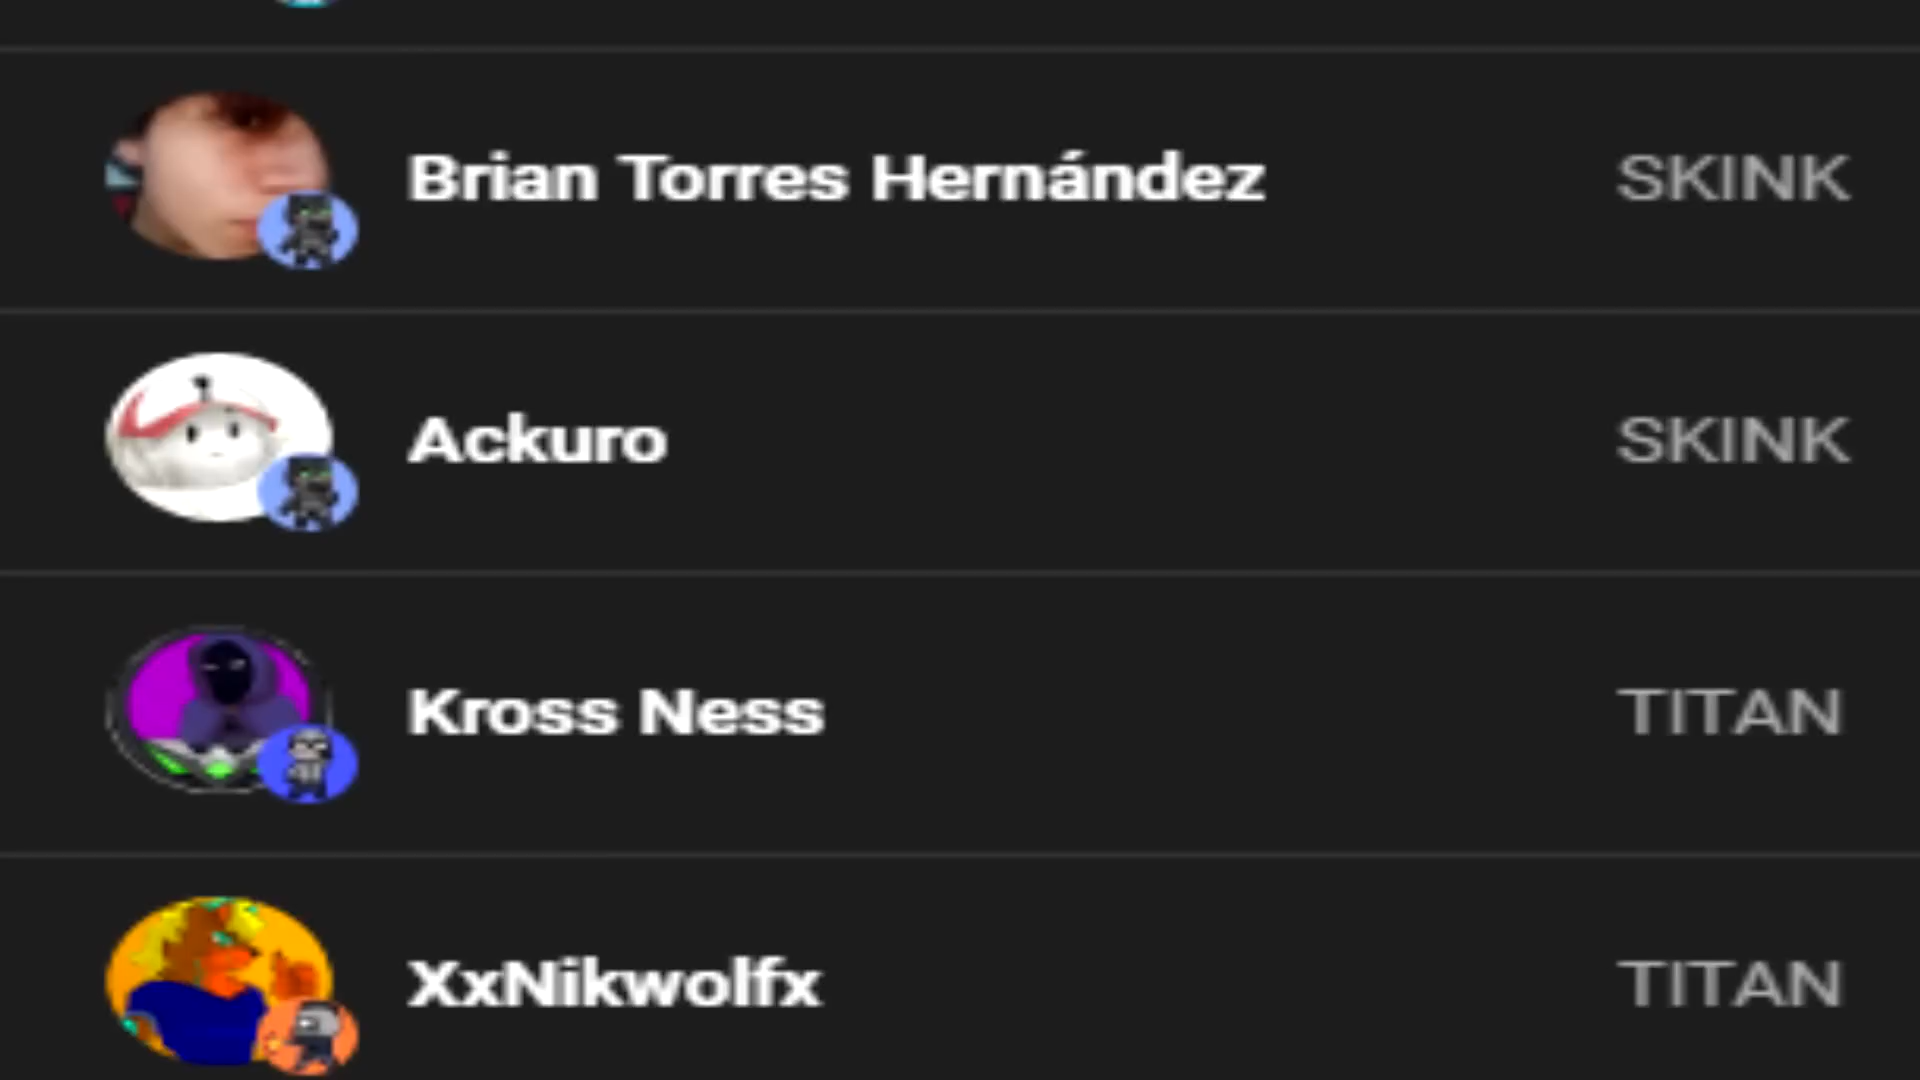 Brian Torres Hernández SKINK
Ackuro SKINK
Kross Ness TITAN
XxNikwolfx TITAN